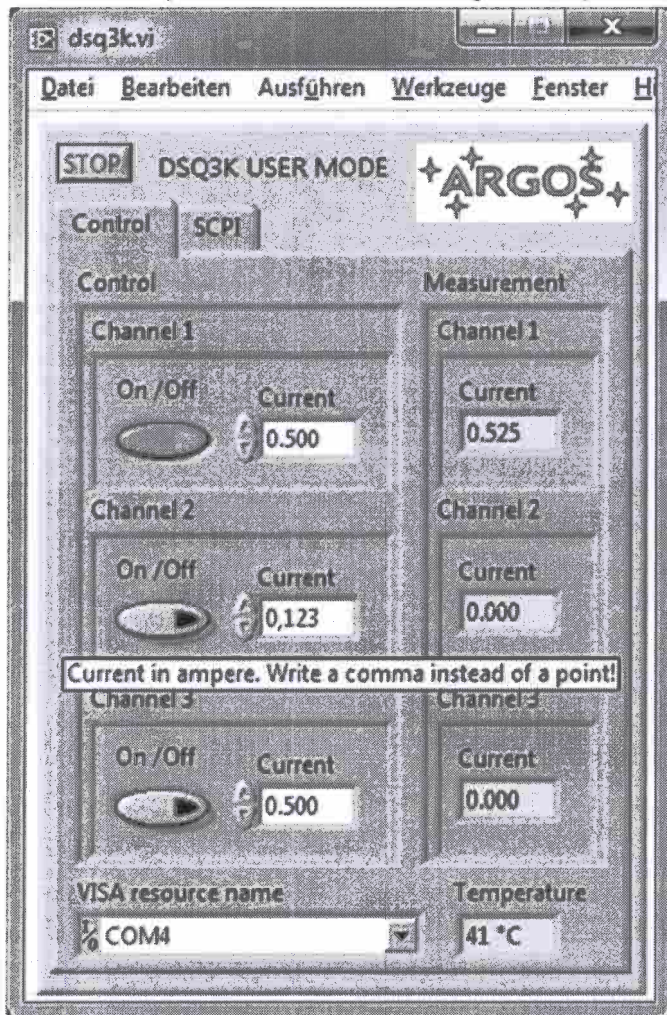 dsq3k.vi
Datei Bearbeiten Ausführen Werkzeuge Fenster Hi
STOP DSQ3K USER MODE ARGOS
Control SCPI
Control Measurement
Channel 1 Channel 1
On /Off Current Current
0.500 0.525
Channel 2 Channel 2
On /Off Current Current
0,123 0.000
Current in ampere. Write a comma instead of a point!
Channel 3 Channel 3
On /Off Current Current
0.500 0.000
VISA resource name Temperature
I/O COM4 41 °C